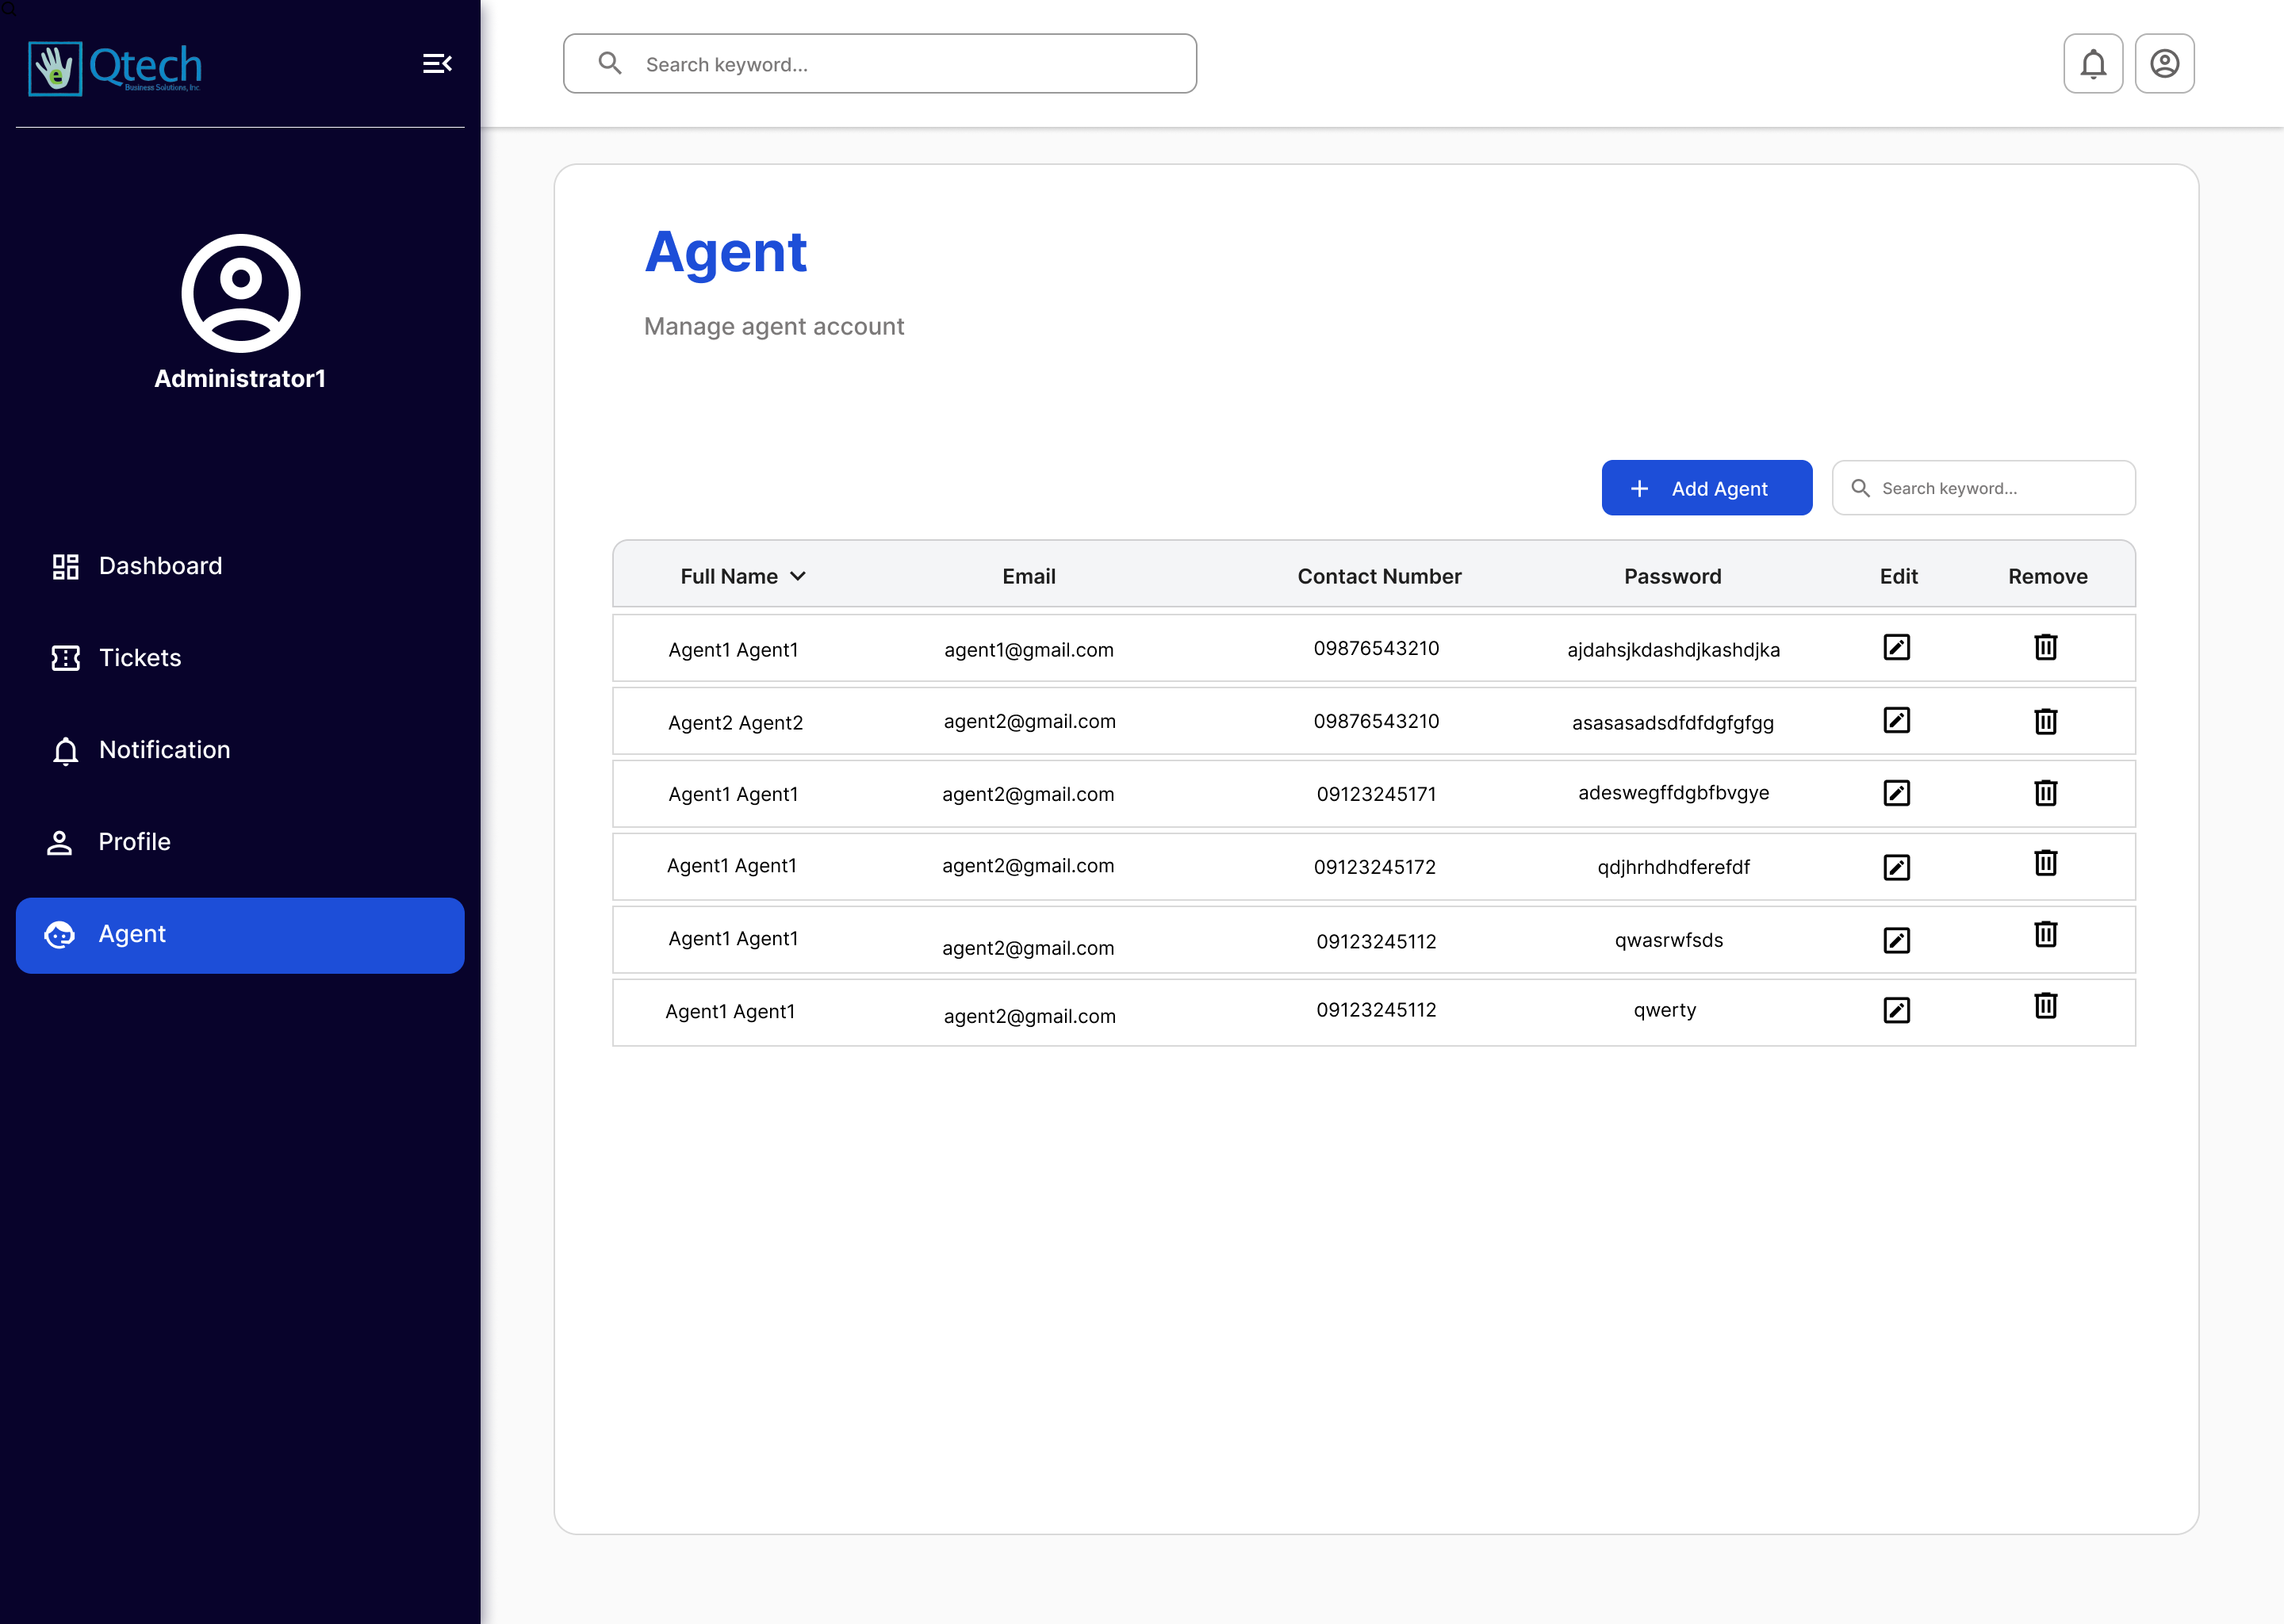 Qtech
Business Solutions, Inc
Search keyword...
Administrator1
Dashboard
Tickets
Notification
Profile
Agent
Agent
Manage agent account
Add Agent
Search keyword...
Full Name Email Contact Number Password Edit Remove
Agent1 Agent1 agent1@gmail.com 09876543210 ajdahsjkdashdjkashdjka
Agent2 Agent2 agent2@gmail.com 09876543210 asasasadsdfdfdgfgfgg
Agent1 Agent1 agent2@gmail.com 09123245171 adeswegffdgbfbvgye
Agent1 Agent1 agent2@gmail.com 09123245172 qdjhrhdhdferefdf
Agent1 Agent1 agent2@gmail.com 09123245112 qwasrwfsds
Agent1 Agent1 agent2@gmail.com 09123245112 qwerty